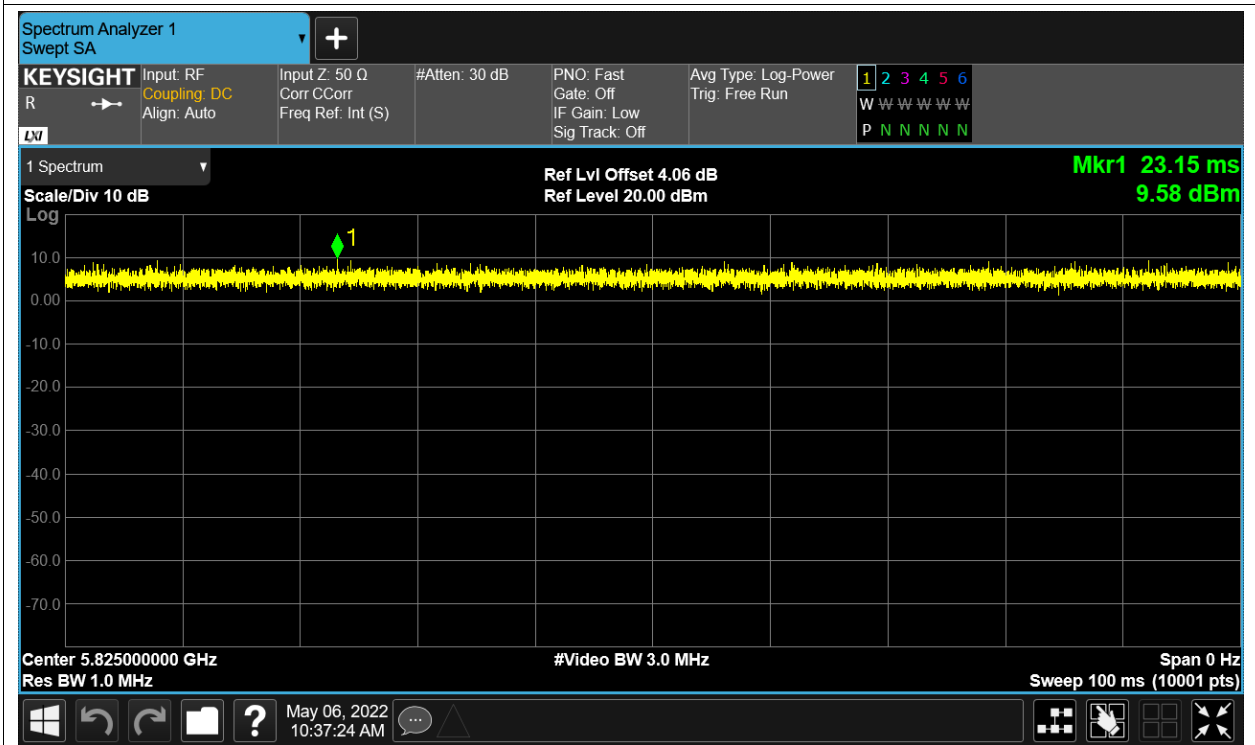 Spectrum Analyzer 1
Swept SA
KEYSIGHT
R
LXI
Input: RF
Coupling: DC
Align: Auto
Input Z: 50 Ω
Corr CCorr
Freq Ref: Int (S)
#Atten: 30 dB
PNO: Fast
Gate: Off
IF Gain: Low
Sig Track: Off
Avg Type: Log-Power
Trig: Free Run
1 2 3 4 5 6
W W W W W W
P N N N N N
1 Spectrum
Scale/Div 10 dB
Ref Lvl Offset 4.06 dB
Ref Level 20.00 dBm
Mkr1 23.15 ms
9.58 dBm
Log
1
10.0
0.00
-10.0
-20.0
-30.0
-40.0
-50.0
-60.0
-70.0
Center 5.825000000 GHz
Res BW 1.0 MHz
#Video BW 3.0 MHz
Span 0 Hz
Sweep 100 ms (10001 pts)
?
May 06, 2022
10:37:24 AM